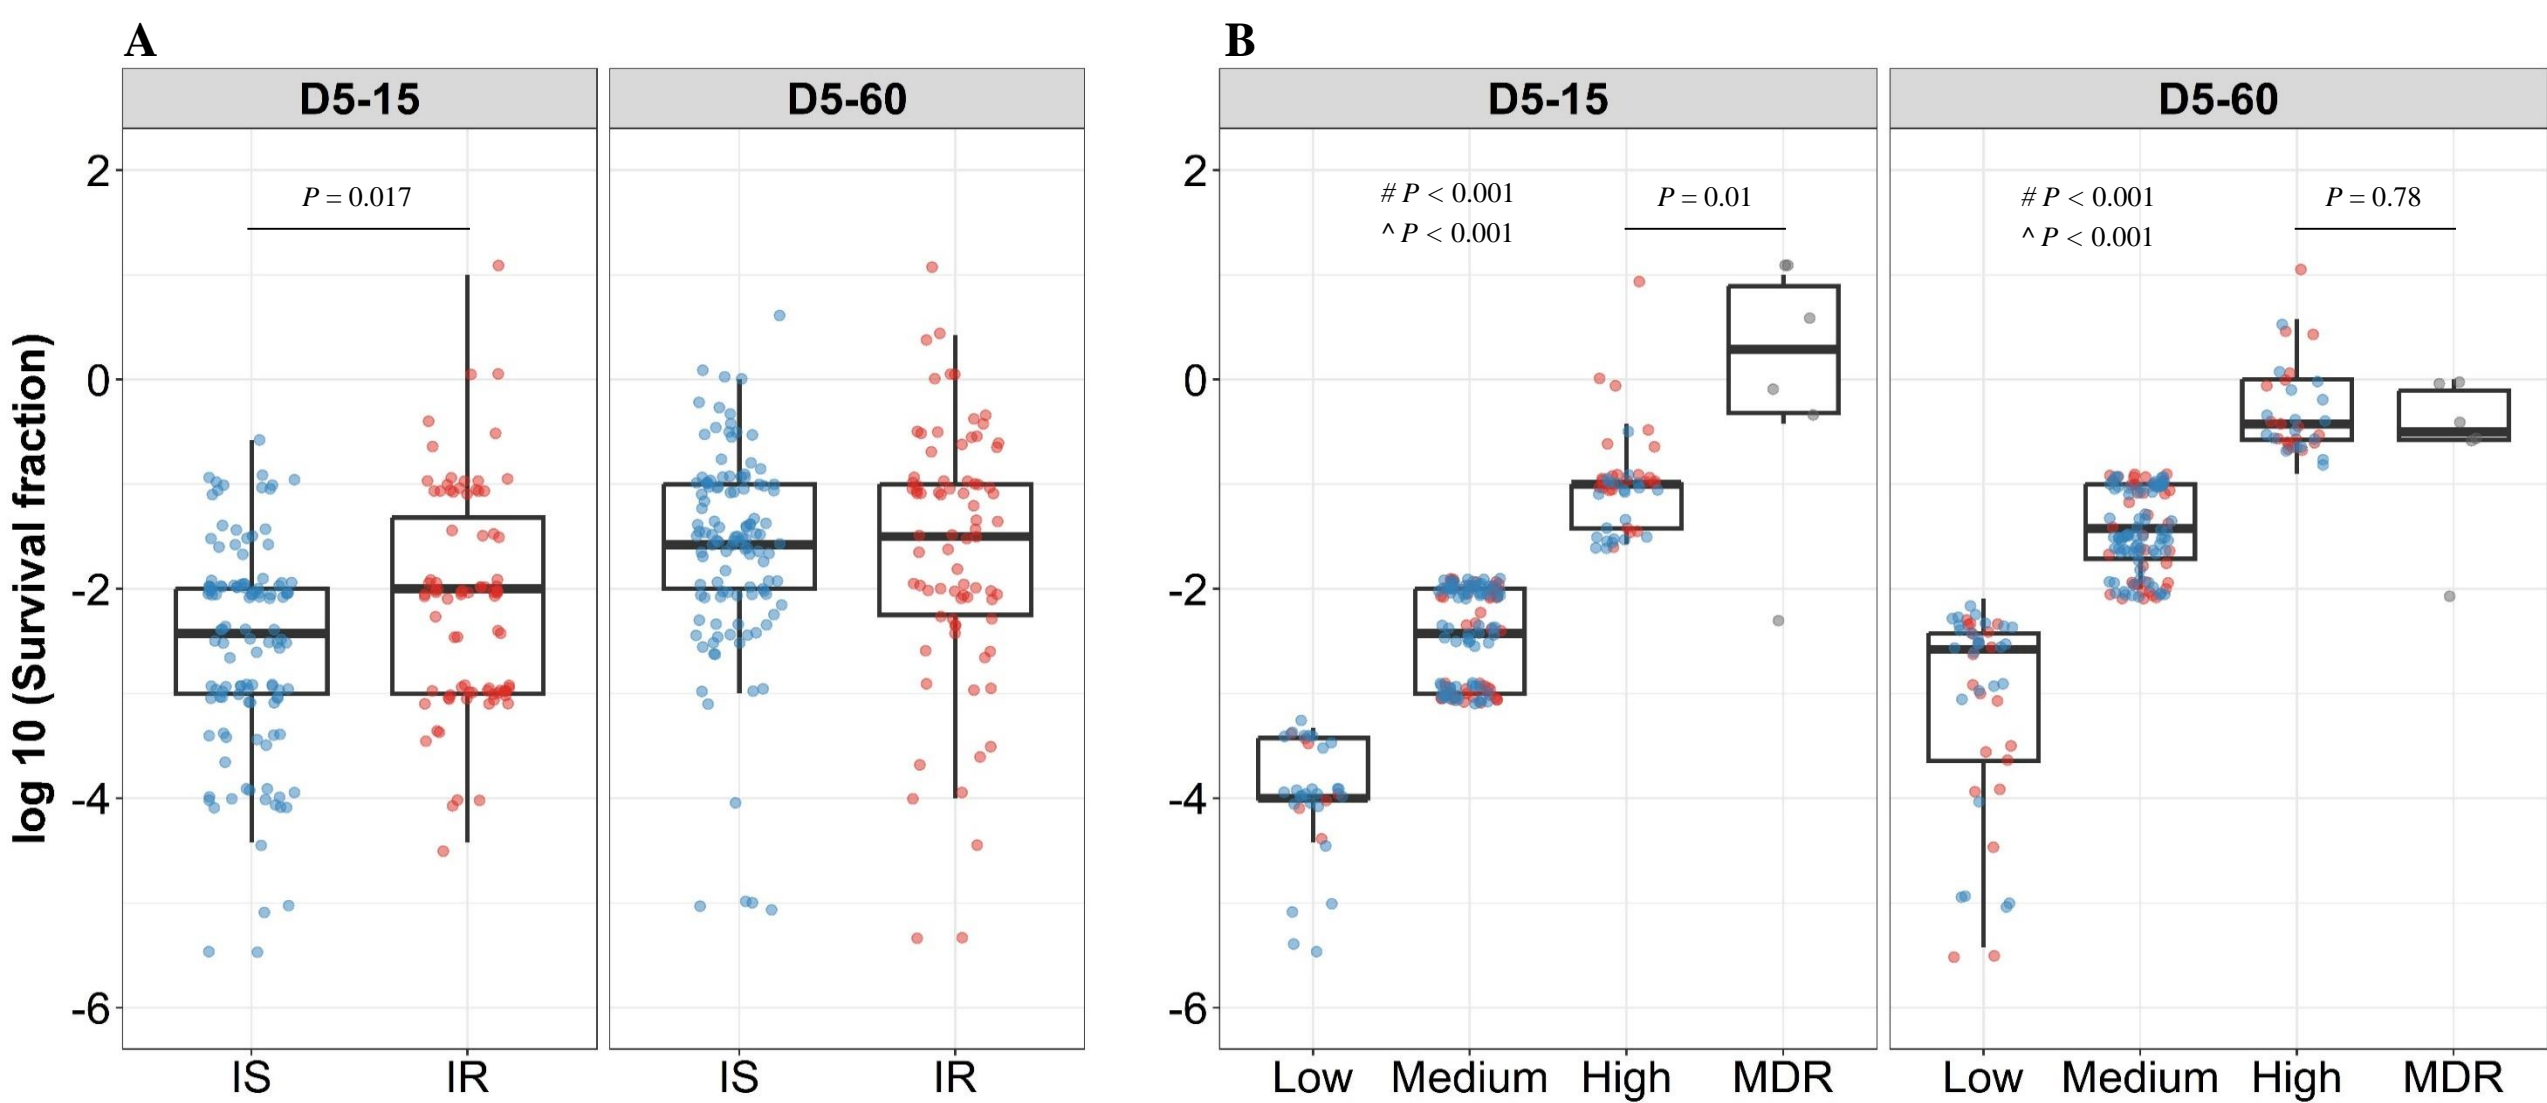 A
B
D5-15
D5-60
D5-15
D5-60
log 10 (Survival fraction)
2
0
-2
-4
-6
P = 0.017
IS
IR
IS
IR
2
0
-2
-4
-6
# P < 0.001
^ P < 0.001
P = 0.01
# P < 0.001
^ P < 0.001
P = 0.78
Low
Medium
High
MDR
Low
Medium
High
MDR